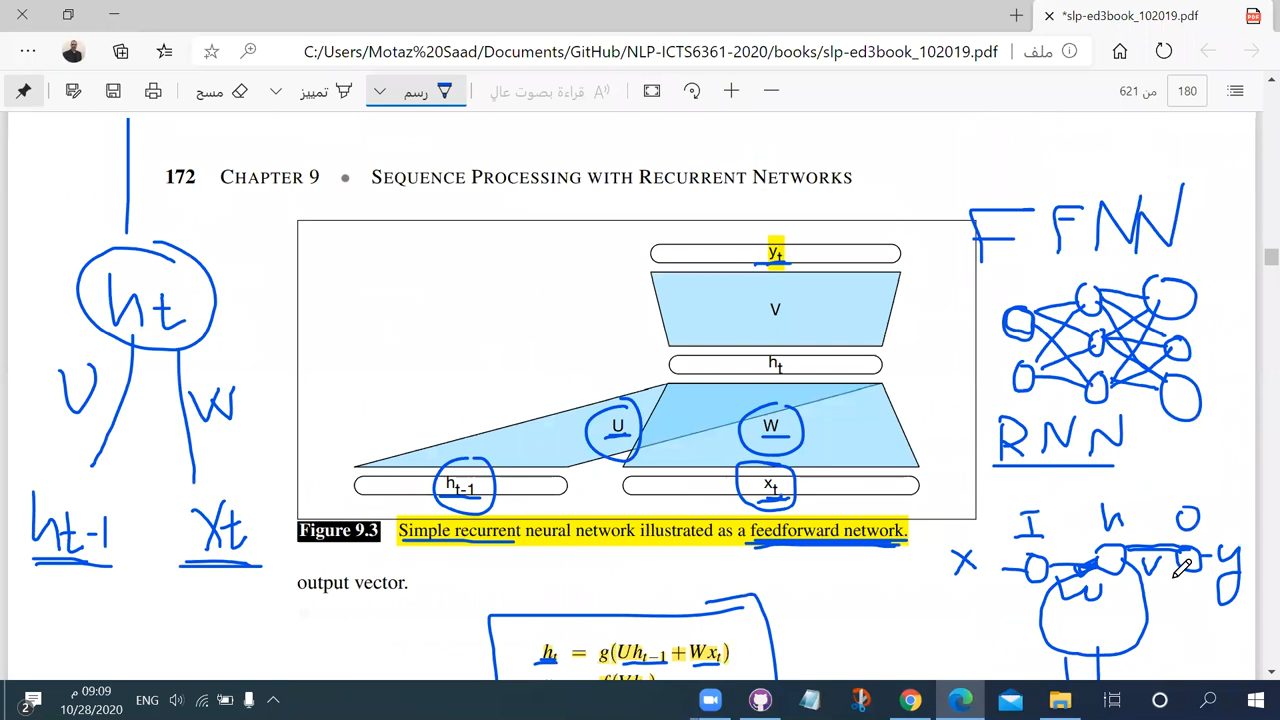 *slp-ed3book_102019.pdf
C:/Users/Motaz%20Saad/Documents/GitHub/NLP-ICTS6361-2020/books/slp-ed3book_102019.pdf
ملف
مسح
تمييز
رسم
قراءة بصوت عالٍ
180
من 621
172 CHAPTER 9 • SEQUENCE PROCESSING WITH RECURRENT NETWORKS
FFNN
yt
V
ht
U
W
ht-1
xt
ht
U
W
ht-1
Xt
RNN
I h O
X
W
V
y
U
Figure 9.3 Simple recurrent neural network illustrated as a feedforward network.
output vector.
ht = g(Uht-1 + Wxt)
2
ENG
09:09 م
10/28/2020